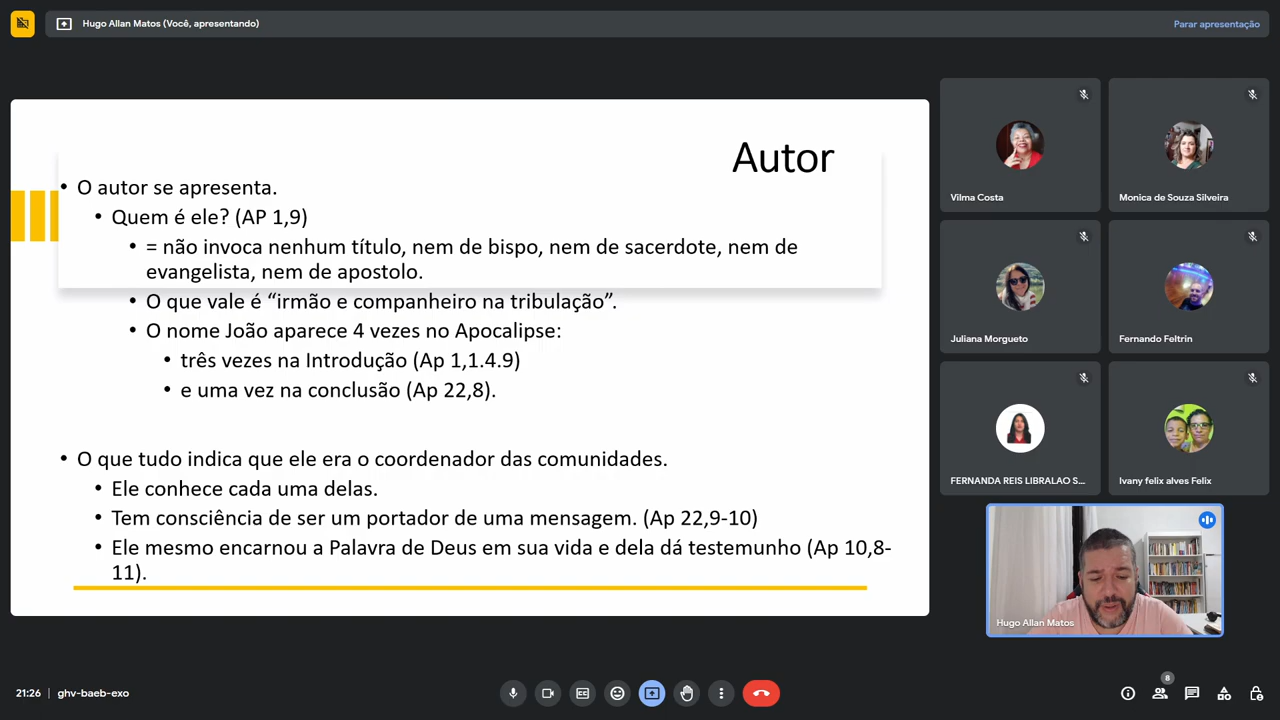 Hugo Allan Matos (Você, apresentando)
Parar apresentação
Autor
• O autor se apresenta.
• Quem é ele? (AP 1,9)
• = não invoca nenhum título, nem de bispo, nem de sacerdote, nem de
evangelista, nem de apostolo.
• O que vale é “irmão e companheiro na tribulação”.
• O nome João aparece 4 vezes no Apocalipse:
• três vezes na Introdução (Ap 1,1.4.9)
• e uma vez na conclusão (Ap 22,8).
• O que tudo indica que ele era o coordenador das comunidades.
• Ele conhece cada uma delas.
• Tem consciência de ser um portador de uma mensagem. (Ap 22,9-10)
• Ele mesmo encarnou a Palavra de Deus em sua vida e dela dá testemunho (Ap 10,8-
11).
Vilma Costa
Monica de Souza Silveira
Juliana Morgueto
Fernando Feltrin
FERNANDA REIS LIBRALAO S...
Ivany felix alves Felix
Hugo Allan Matos
21:26 | ghv-baeb-exo
8